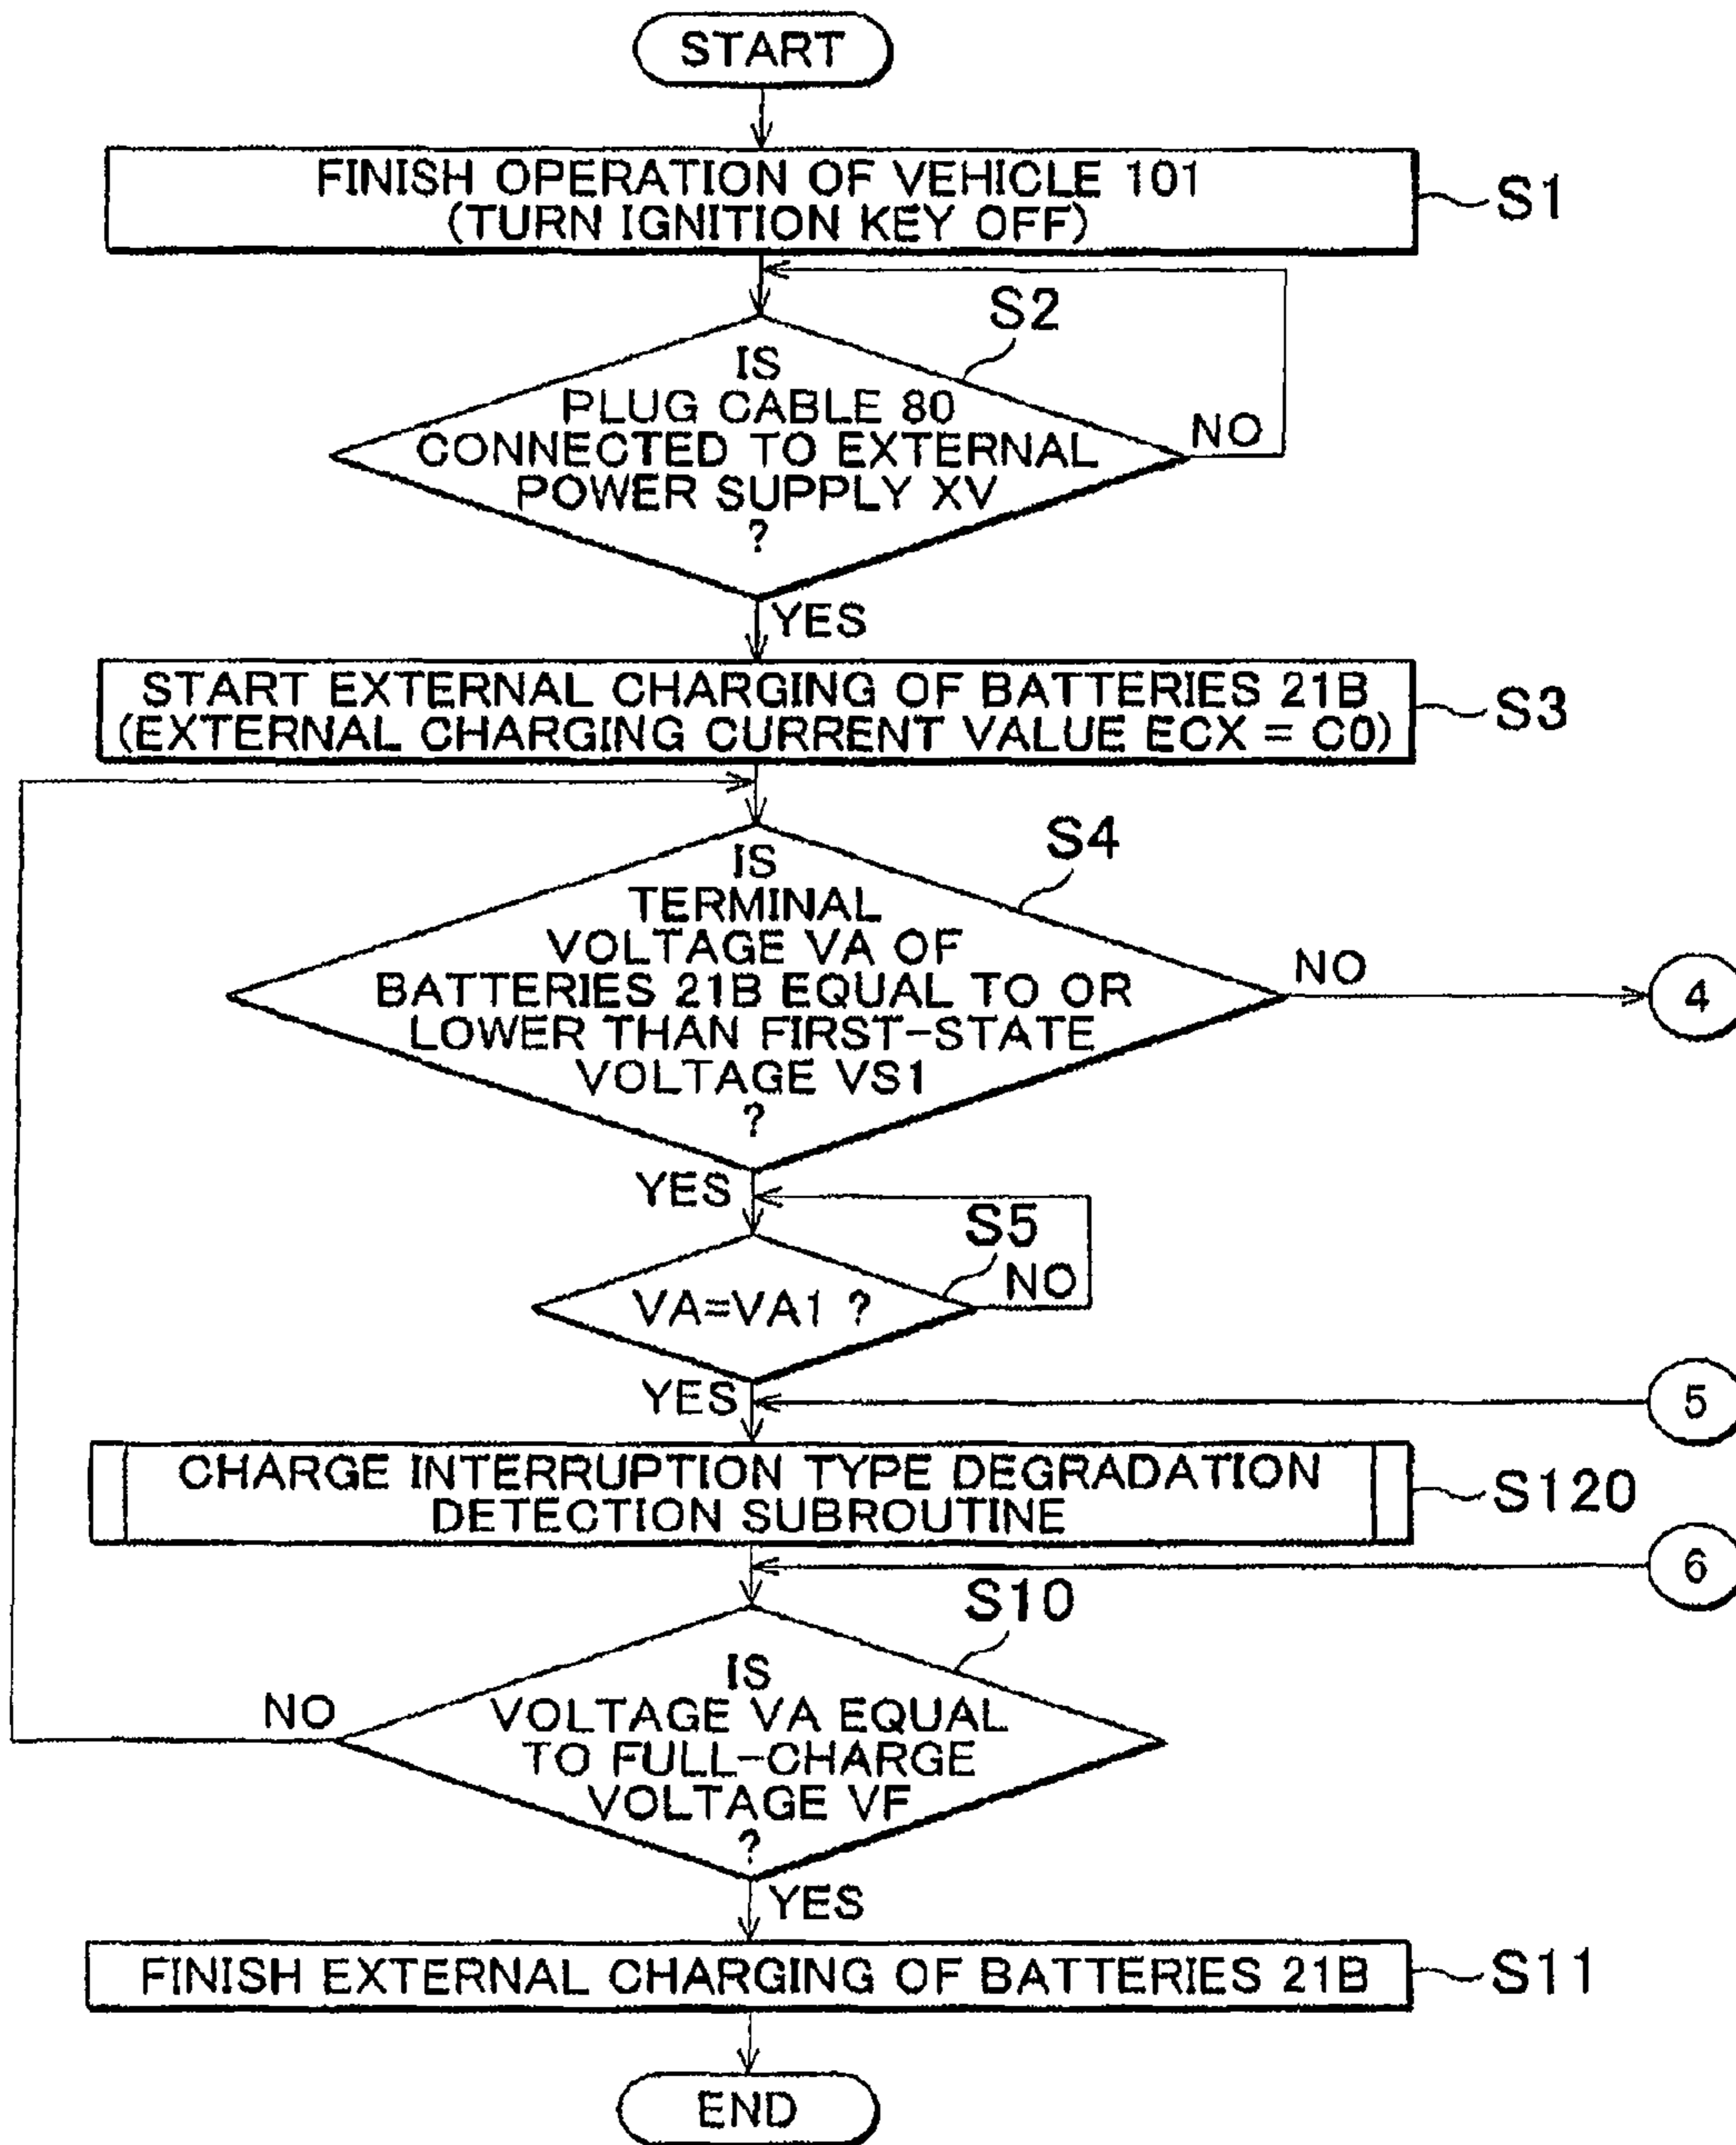 START
FINISH OPERATION OF VEHICLE 101
(TURN IGNITION KEY OFF)
S1
S2
IS
PLUG CABLE 80
CONNECTED TO EXTERNAL
POWER SUPPLY XV
?
NO
YES
START EXTERNAL CHARGING OF BATTERIES 21B
(EXTERNAL CHARGING CURRENT VALUE ECX = C0)
S3
S4
IS
TERMINAL
VOLTAGE VA OF
BATTERIES 21B EQUAL TO OR
LOWER THAN FIRST-STATE
VOLTAGE VS1
?
NO
4
YES
S5
VA=VA1 ?
NO
YES
5
CHARGE INTERRUPTION TYPE DEGRADATION
DETECTION SUBROUTINE
S120
6
S10
IS
VOLTAGE VA EQUAL
TO FULL-CHARGE
VOLTAGE VF
?
NO
YES
FINISH EXTERNAL CHARGING OF BATTERIES 21B
S11
END